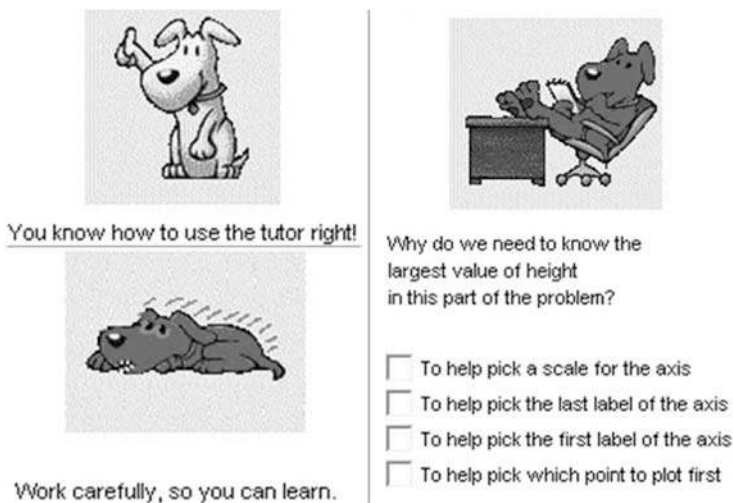 You know how to use the tutor right!
Work carefully, so you can learn.
Why do we need to know the
largest value of height
in this part of the problem?
To help pick a scale for the axis
To help pick the last label of the axis
To help pick the first label of the axis
To help pick which point to plot first